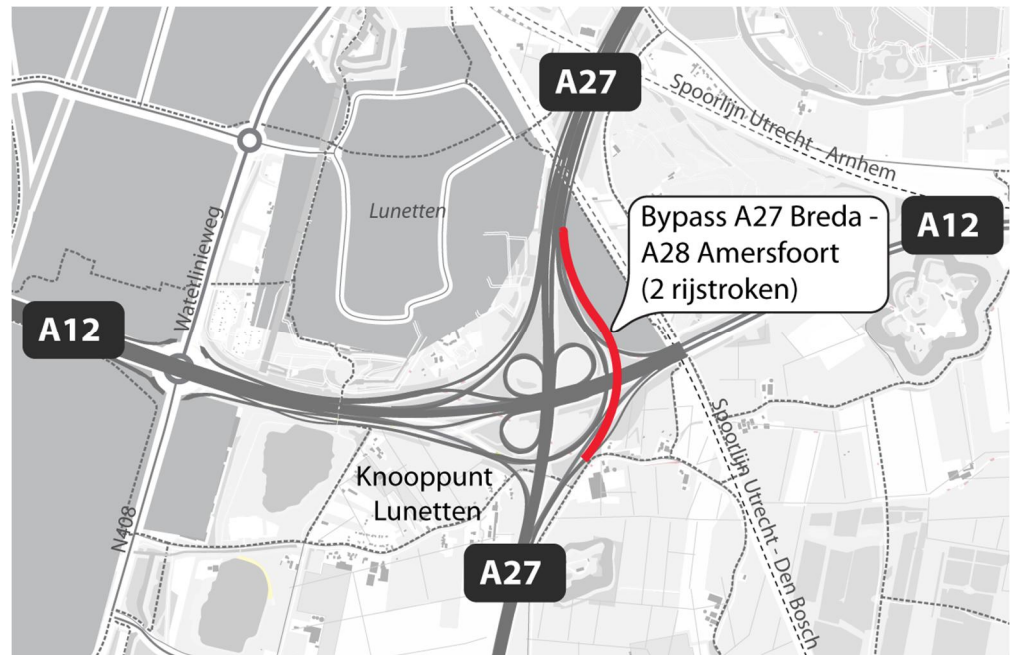 A27
Spoorlijn Utrecht - Arnhem
Bypass A27 Breda -
A28 Amersfoort
(2 rijstroken)
A12
Lunetten
Waterlinieweg
A12
Knooppunt
Lunetten
Spoorlijn Utrecht - Den Bosch
N408
A27